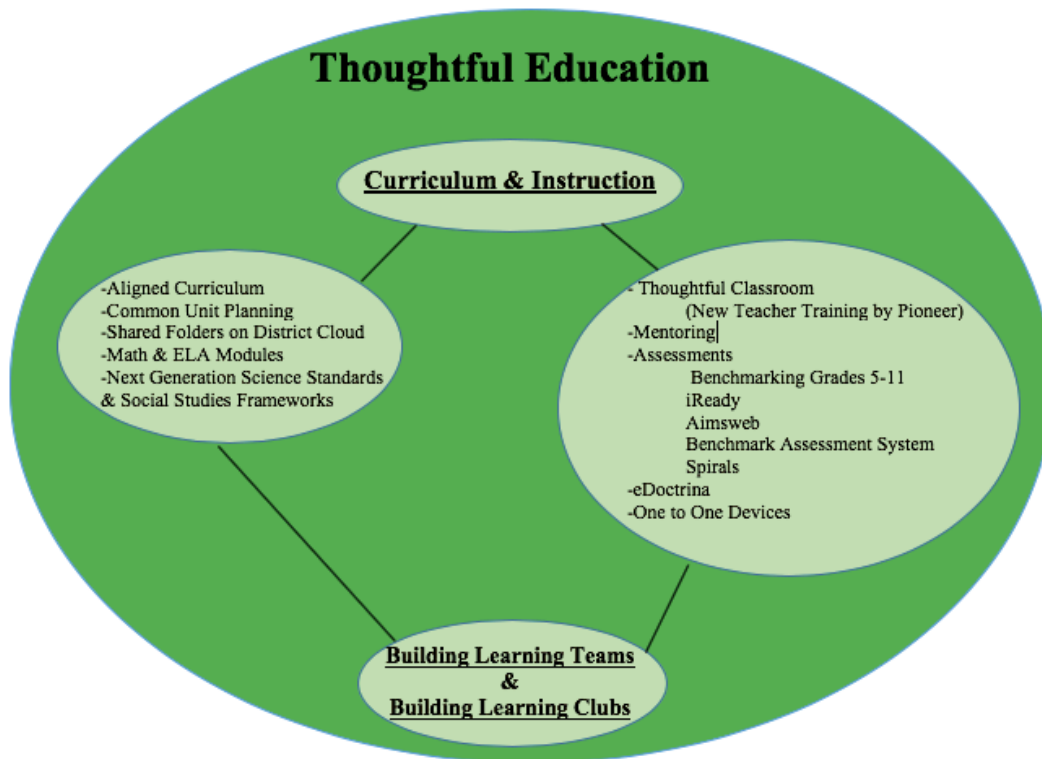 Thoughtful Education
Curriculum & Instruction
-Aligned Curriculum
-Common Unit Planning
-Shared Folders on District Cloud
-Math & ELA Modules
-Next Generation Science Standards
& Social Studies Frameworks
- Thoughtful Classroom
(New Teacher Training by Pioneer)
-Mentoring
-Assessments
Benchmarking Grades 5-11
iReady
Aimsweb
Benchmark Assessment System
Spirals
-eDoctrina
-One to One Devices
Building Learning Teams
&
Building Learning Clubs